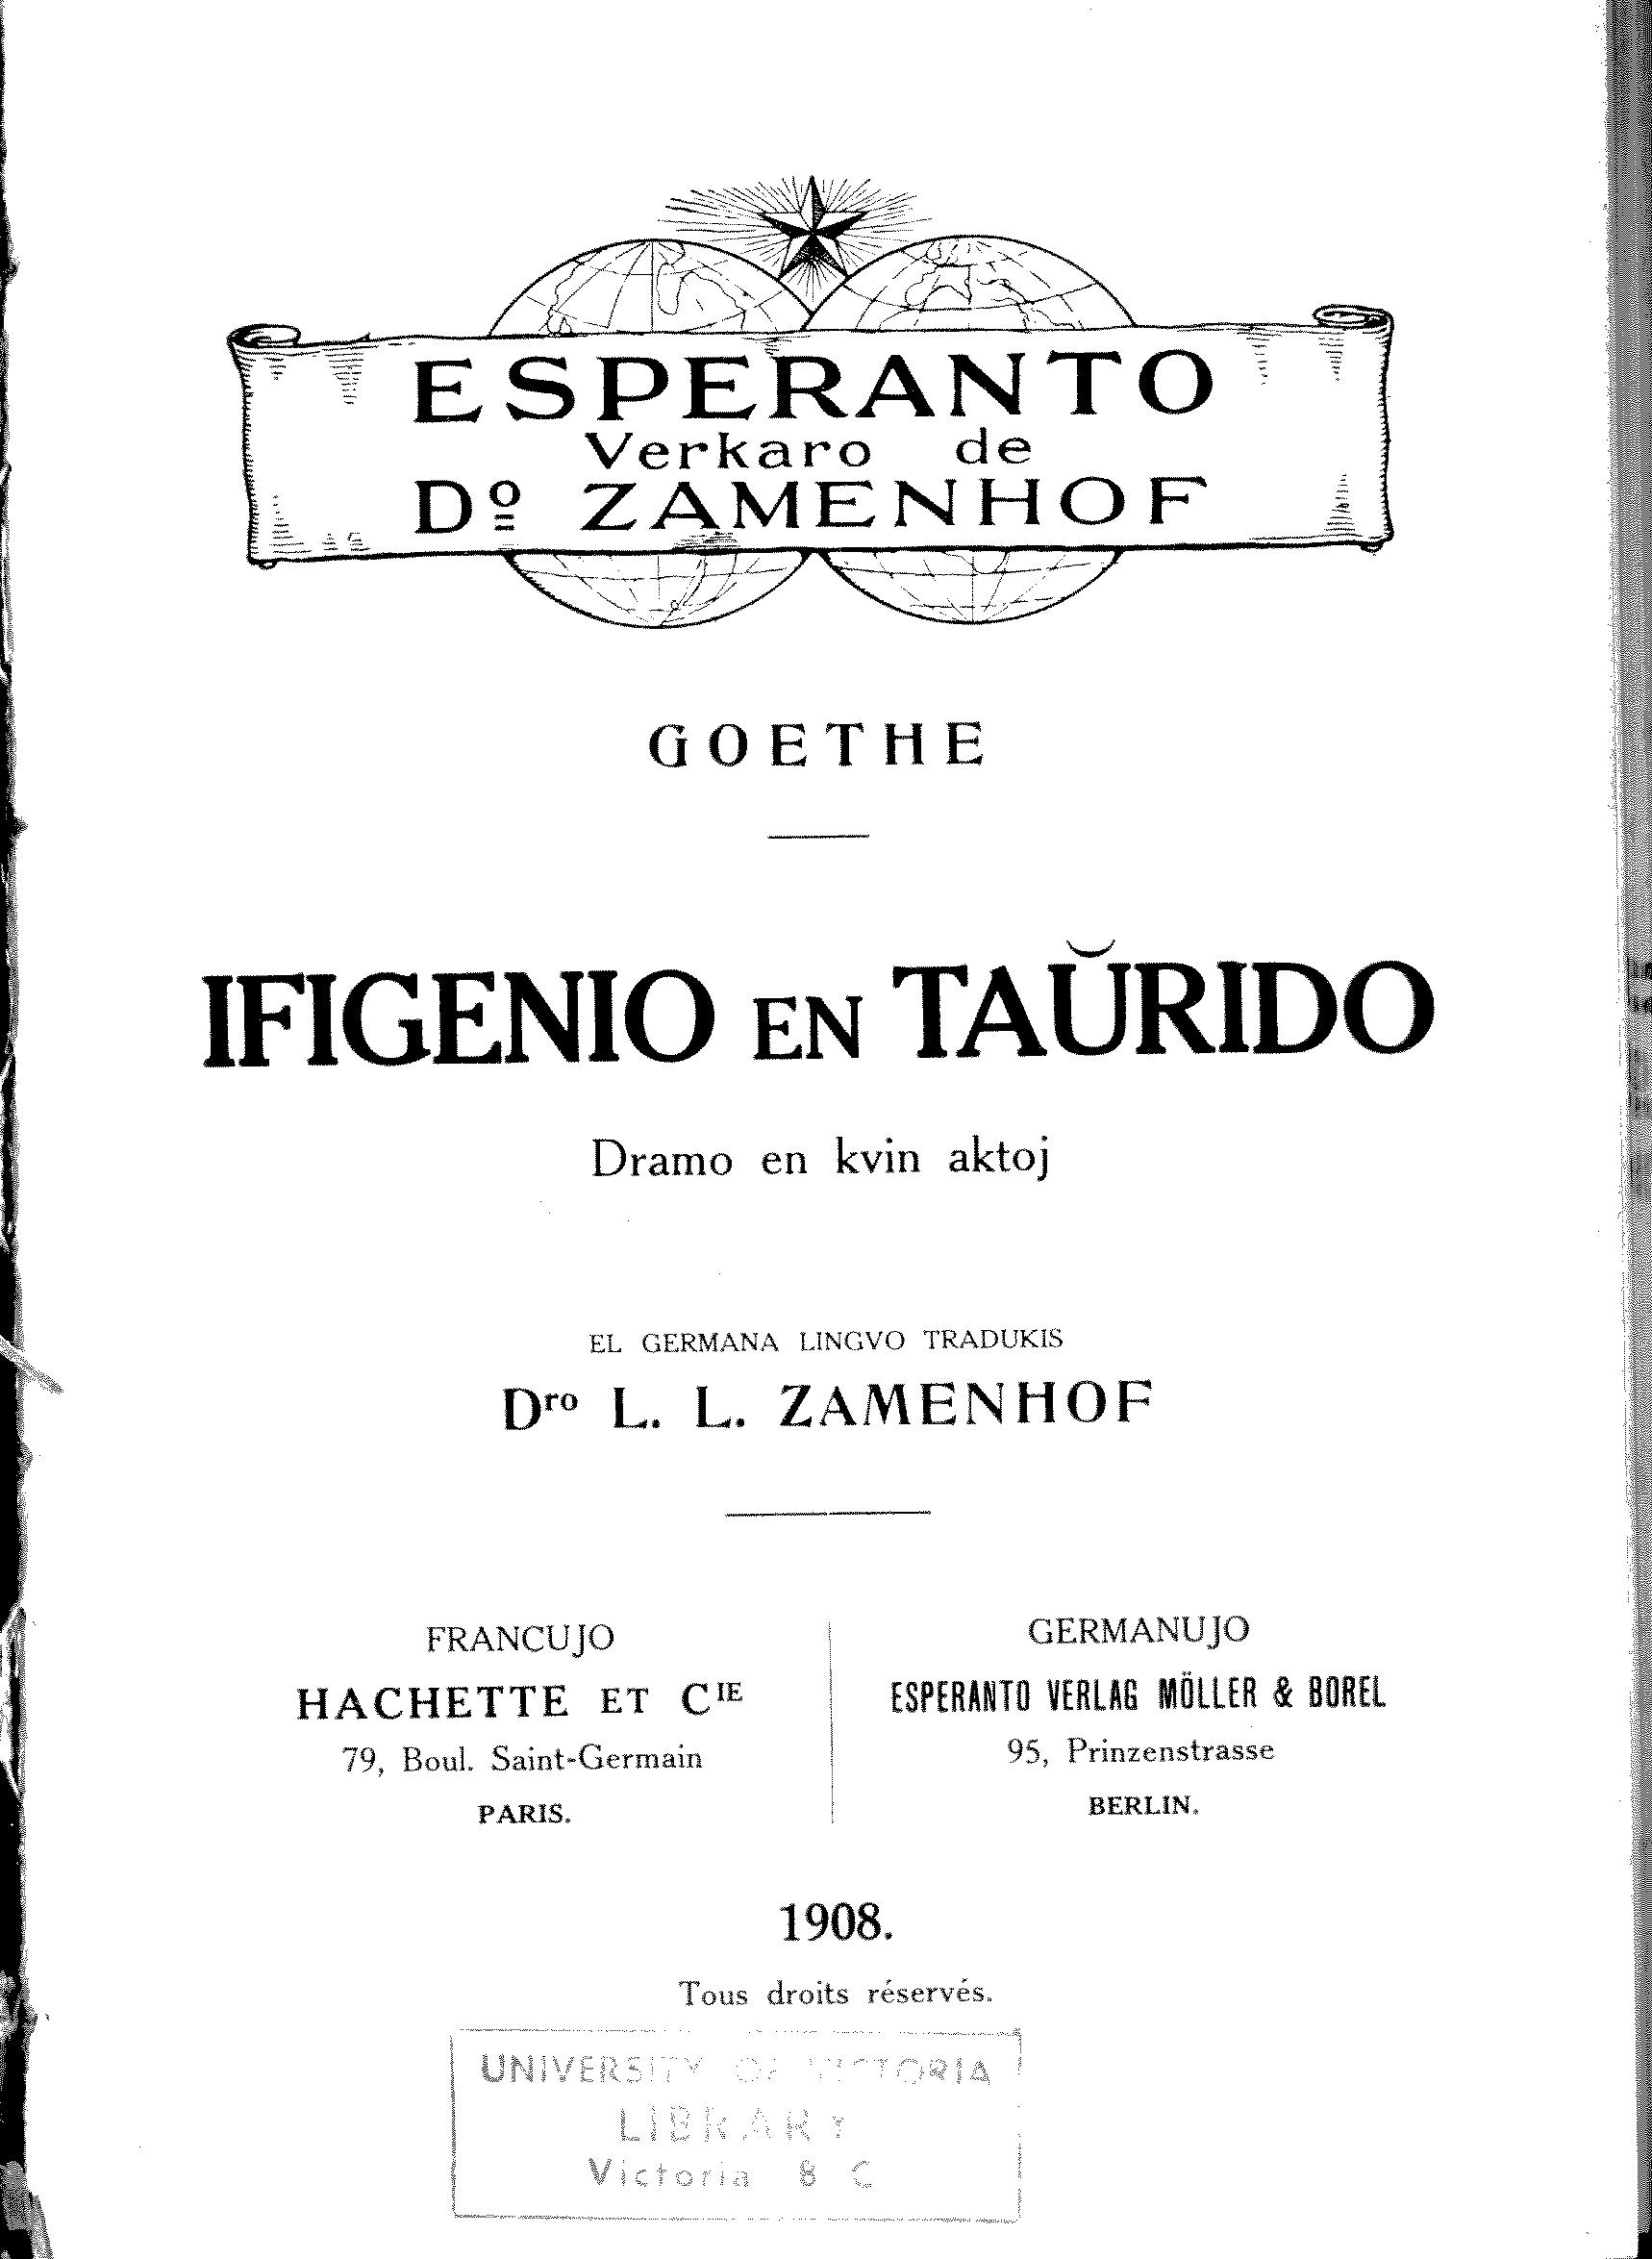 ESPERANTO
Verkaro de
Dº ZAMENHOF
GOETHE
IFIGENIO EN TAŬRIDO
Dramo en kvin aktoj
EL GERMANA LINGVO TRADUKIS
Dro L. L. ZAMENHOF
FRANCUJO
HACHETTE ET CIE
79, Boul. Saint-Germain
PARIS.
GERMANUJO
ESPERANTO VERLAG MÖLLER & BOREL
95, Prinzenstrasse
BERLIN.
1908.
Tous droits réservés.
UNIVERSITY OF VICTORIA
LIBRARY
Victoria B C